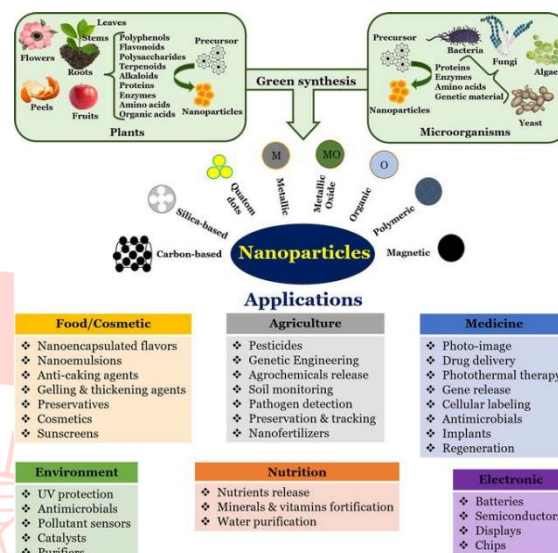 Leaves
Stems
Flowers
Roots
Peels
Fruits
Polyphenols
Flavonoids
Polysaccharides
Terpenoids
Alkaloids
Proteins
Enzymes
Amino acids
Organic acids
Precursor
Nanoparticles
Plants
Green synthesis
Precursor
Nanoparticles
Bacteria
Fungi
Algae
Proteins
Enzymes
Amino acids
Genetic material
Yeast
Microorganisms
Carbon-based
Silica-based
Quatom
dots
M
Metallic
MO
Metallic
Oxide
O
Organic
Polymeric
Magnetic
Nanoparticles
Applications
Food/Cosmetic
❖ Nanoencapsulated flavors
❖ Nanoemulsions
❖ Anti-caking agents
❖ Gelling & thickening agents
❖ Preservatives
❖ Cosmetics
❖ Sunscreens
Agriculture
❖ Pesticides
❖ Genetic Engineering
❖ Agrochemicals release
❖ Soil monitoring
❖ Pathogen detection
❖ Preservation & tracking
❖ Nanofertilizers
Medicine
❖ Photo-image
❖ Drug delivery
❖ Photothermal therapy
❖ Gene release
❖ Cellular labeling
❖ Antimicrobials
❖ Implants
❖ Regeneration
Environment
❖ UV protection
❖ Antimicrobials
❖ Pollutant sensors
❖ Catalysts
❖ Purifiers
Nutrition
❖ Nutrients release
❖ Minerals & vitamins fortification
❖ Water purification
Electronic
❖ Batteries
❖ Semiconductors
❖ Displays
❖ Chips